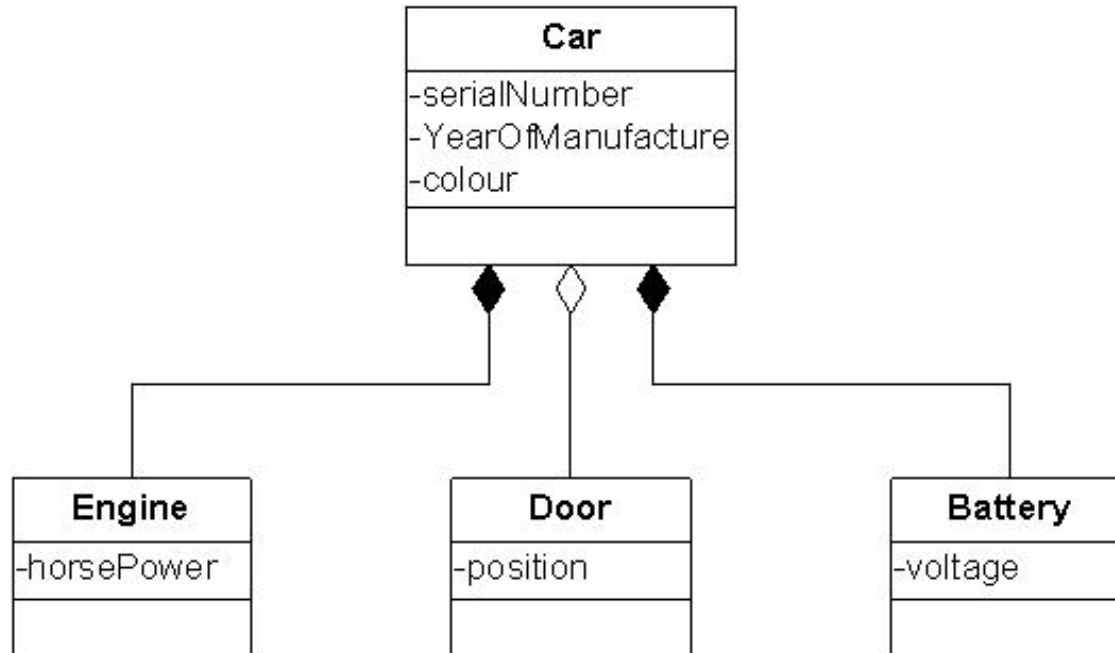 Car
-serialNumber
-YearOfManufacture
-colour
Engine
-horsePower
Door
-position
Battery
-voltage